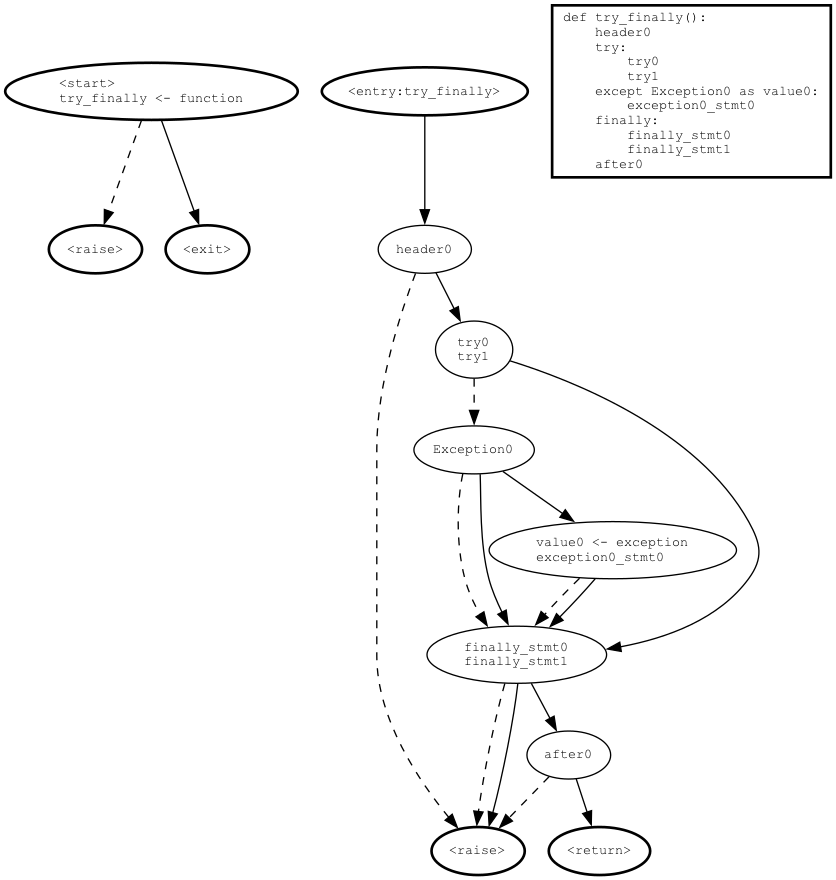 def try_finally():
    header0
    try:
        try0
        try1
    except Exception0 as value0:
        exception0_stmt0
    finally:
        finally_stmt0
        finally_stmt1
    after0
<start>
try_finally <- function
<entry:try_finally>
<raise>
<exit>
header0
try0
try1
Exception0
value0 <- exception
exception0_stmt0
finally_stmt0
finally_stmt1
after0
<raise>
<return>